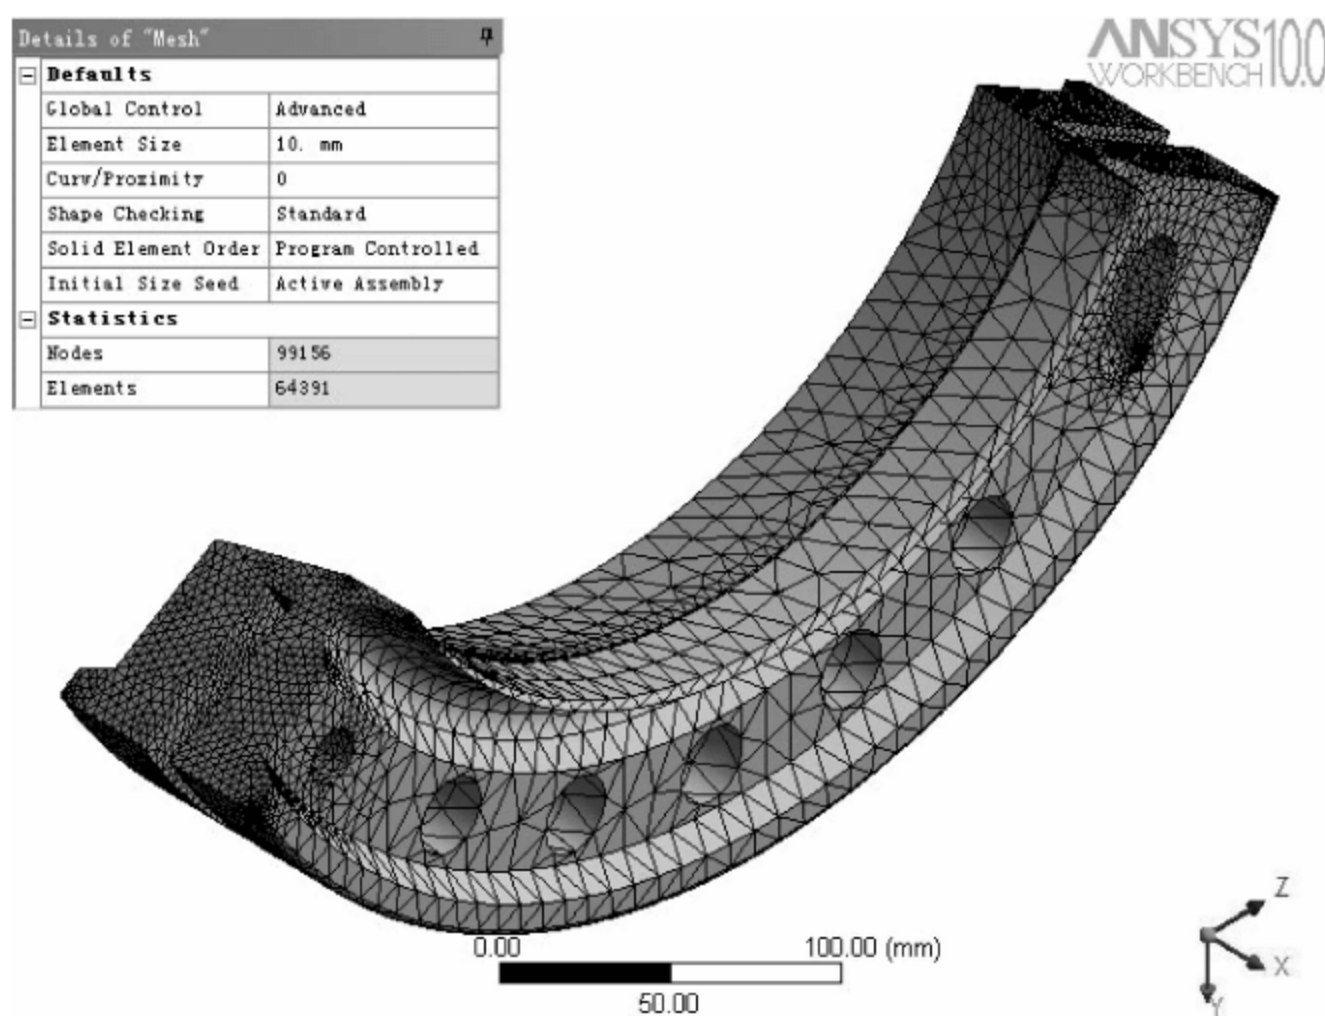 Details of "Mesh"
Defaults
Global Control Advanced
Element Size 10. mm
Curv/Proximity 0
Shape Checking Standard
Solid Element Order Program Controlled
Initial Size Seed Active Assembly
Statistics
Nodes 99156
Elements 64391
ANSYS 10.0
WORKBENCH
0.00 100.00 (mm)
50.00
Z
X
Y